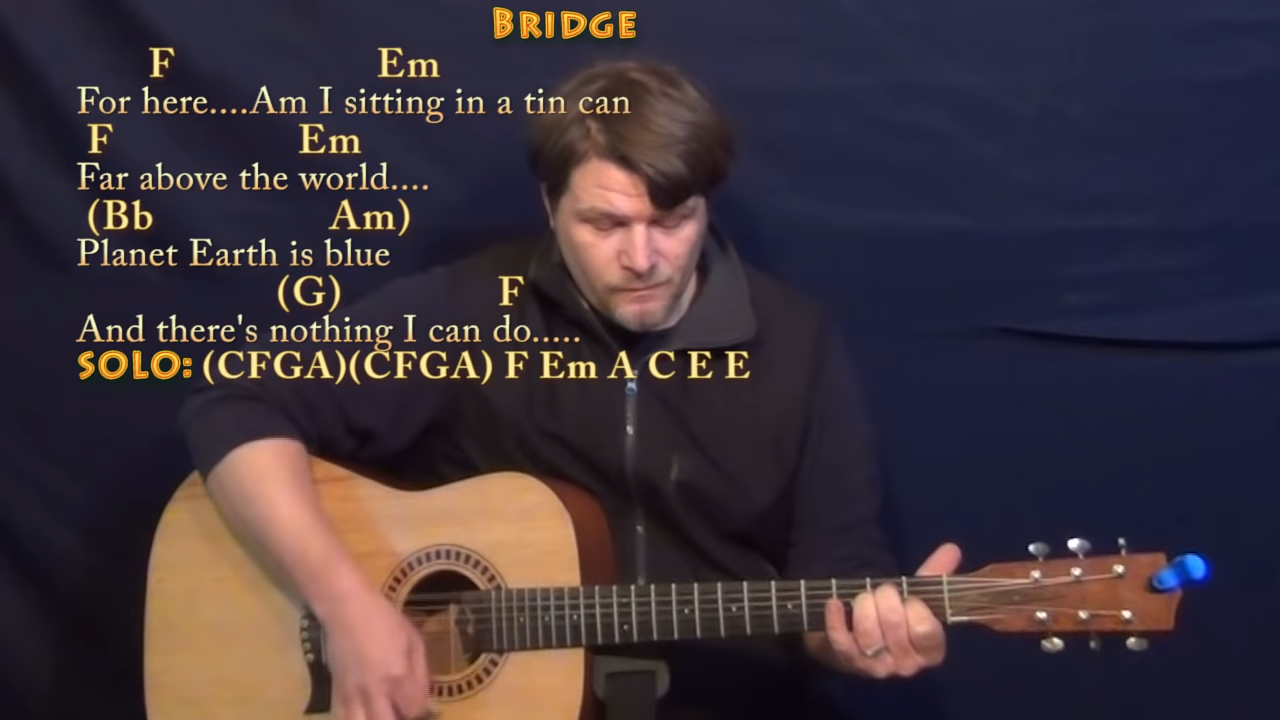 BRIDGE
F Em
For here....Am I sitting in a tin can
F Em
Far above the world....
(Bb Am)
Planet Earth is blue
(G) F
And there's nothing I can do.....
SOLO: (CFGA)(CFGA) F Em A C E E